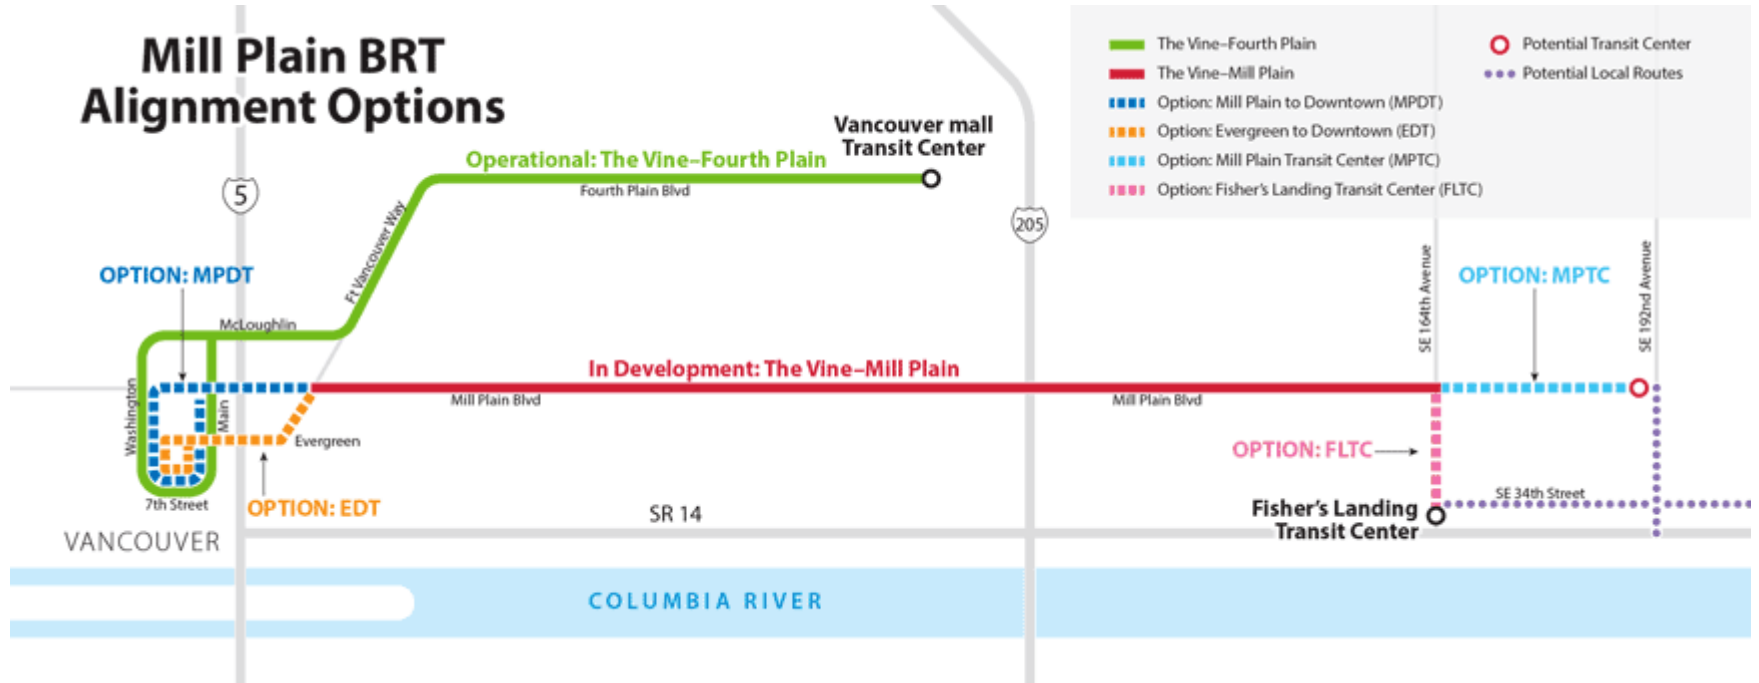 Mill Plain BRT
Alignment Options
The Vine–Fourth Plain
The Vine–Mill Plain
Option: Mill Plain to Downtown (MPDT)
Option: Evergreen to Downtown (EDT)
Option: Mill Plain Transit Center (MPTC)
Option: Fisher's Landing Transit Center (FLTC)
Potential Transit Center
Potential Local Routes
Vancouver mall
Transit Center
Operational: The Vine–Fourth Plain
Fourth Plain Blvd
5
205
Ft Vancouver Way
OPTION: MPDT
McLoughlin
SE 164th Avenue
OPTION: MPTC
SE 192nd Avenue
In Development: The Vine–Mill Plain
Mill Plain Blvd
Mill Plain Blvd
Washington
Main
Evergreen
OPTION: FLTC
7th Street
OPTION: EDT
SE 34th Street
Fisher's Landing
Transit Center
SR 14
VANCOUVER
COLUMBIA RIVER